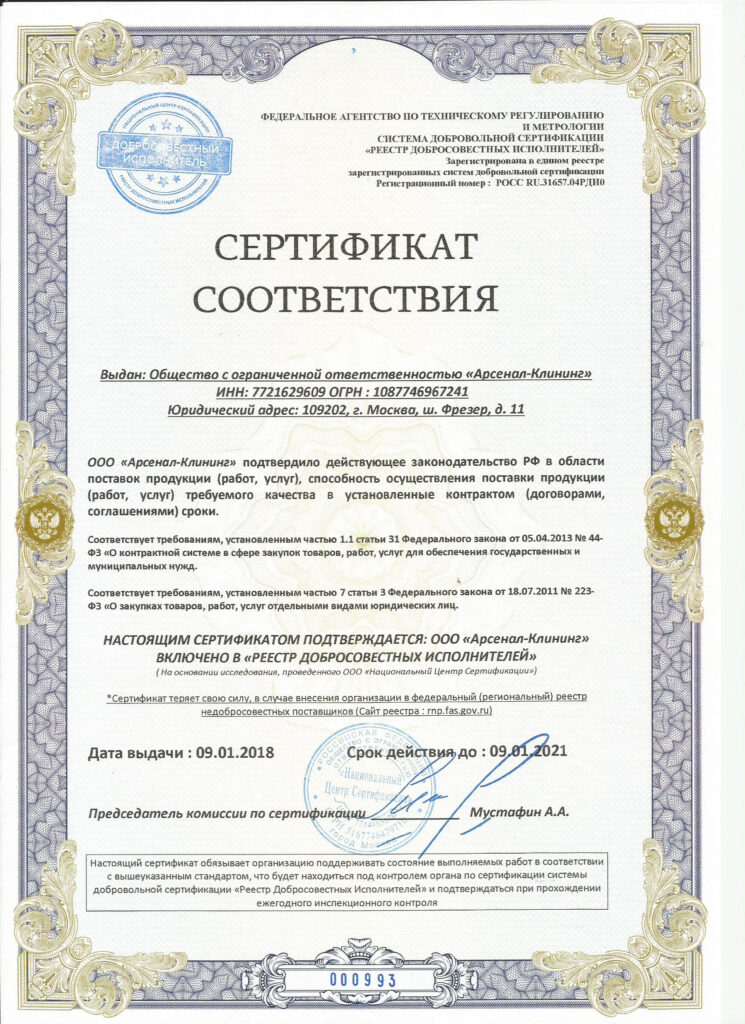 НАЦИОНАЛЬНЫЙ ЦЕНТР СЕРТИФИКАЦИИ
ДОБРОСОВЕСТНЫЙ
ИСПОЛНИТЕЛЬ
РЕЕСТР ДОБРОСОВЕСТНЫХ ИСПОЛНИТЕЛЕЙ
ФЕДЕРАЛЬНОЕ АГЕНТСТВО ПО ТЕХНИЧЕСКОМУ РЕГУЛИРОВАНИЮ
И МЕТРОЛОГИИ
СИСТЕМА ДОБРОВОЛЬНОЙ СЕРТИФИКАЦИИ
«РЕЕСТР ДОБРОСОВЕСТНЫХ ИСПОЛНИТЕЛЕЙ»
Зарегистрирована в едином реестре
зарегистрированных систем добровольной сертификации
Регистрационный номер : РОСС RU.31657.04РДИ0
СЕРТИФИКАТ
СООТВЕТСТВИЯ
Выдан: Общество с ограниченной ответственностью «Арсенал-Клининг»
ИНН: 7721629609 ОГРН : 1087746967241
Юридический адрес: 109202, г. Москва, ш. Фрезер, д. 11
ООО «Арсенал-Клининг» подтвердило действующее законодательство РФ в области
поставок продукции (работ, услуг), способность осуществления поставки продукции
(работ, услуг) требуемого качества в установленные контрактом (договорами,
соглашениями) сроки.
Соответствует требованиям, установленным частью 1.1 статьи 31 Федерального закона от 05.04.2013 № 44-
ФЗ «О контрактной системе в сфере закупок товаров, работ, услуг для обеспечения государственных и
муниципальных нужд.
Соответствует требованиям, установленным частью 7 статьи 3 Федерального закона от 18.07.2011 № 223-
ФЗ «О закупках товаров, работ, услуг отдельными видами юридических лиц.
НАСТОЯЩИМ СЕРТИФИКАТОМ ПОДТВЕРЖДАЕТСЯ: ООО «Арсенал-Клининг»
ВКЛЮЧЕНО В «РЕЕСТР ДОБРОСОВЕСТНЫХ ИСПОЛНИТЕЛЕЙ»
( На основании исследования, проведенного ООО «Национальный Центр Сертификации»)
*Сертификат теряет свою силу, в случае внесения организации в федеральный (региональный) реестр
недобросовестных поставщиков (Сайт реестра : rnp.fas.gov.ru)
Дата выдачи : 09.01.2018 Срок действия до : 09.01.2021
РОССИЙСКАЯ
«Национальный
Центр
город
Председатель комиссии по сертификации Мустафин А.А.
Настоящий сертификат обязывает организацию поддерживать состояние выполняемых работ в соответствии
с вышеуказанным стандартом, что будет находиться под контролем органа по сертификации системы
добровольной сертификации «Реестр Добросовестных Исполнителей» и подтверждаться при прохождении
ежегодного инспекционного контроля
000993